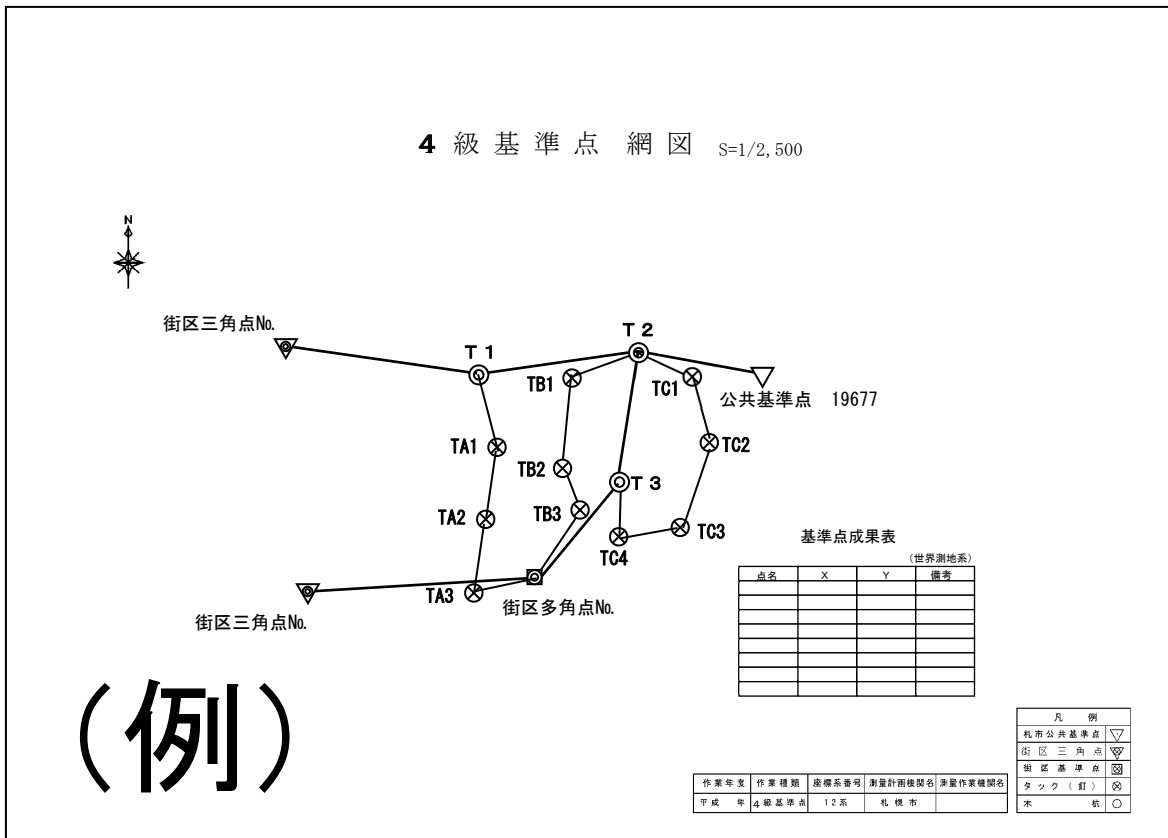 4 級 基 準 点 網 図 S=1/2,500
N
街区三角点No.
T 2
T 1
TB1
TC1
公共基準点 19677
TA1
TC2
TB2
T 3
TA2
TB3
TC3
TC4
基準点成果表
(世界測地系)
点名 X Y 備考
TA3
街区多角点No.
街区三角点No.
(例)
凡 例
札市公共基準点
街 区 三 角 点
街 区 基 準 点
タ ッ ク ( 釘 )
木 杭
作業年度 作業種類 座標系番号 測量計画機関名 測量作業機関名
平成 年 4級基準点 12系 札 幌 市